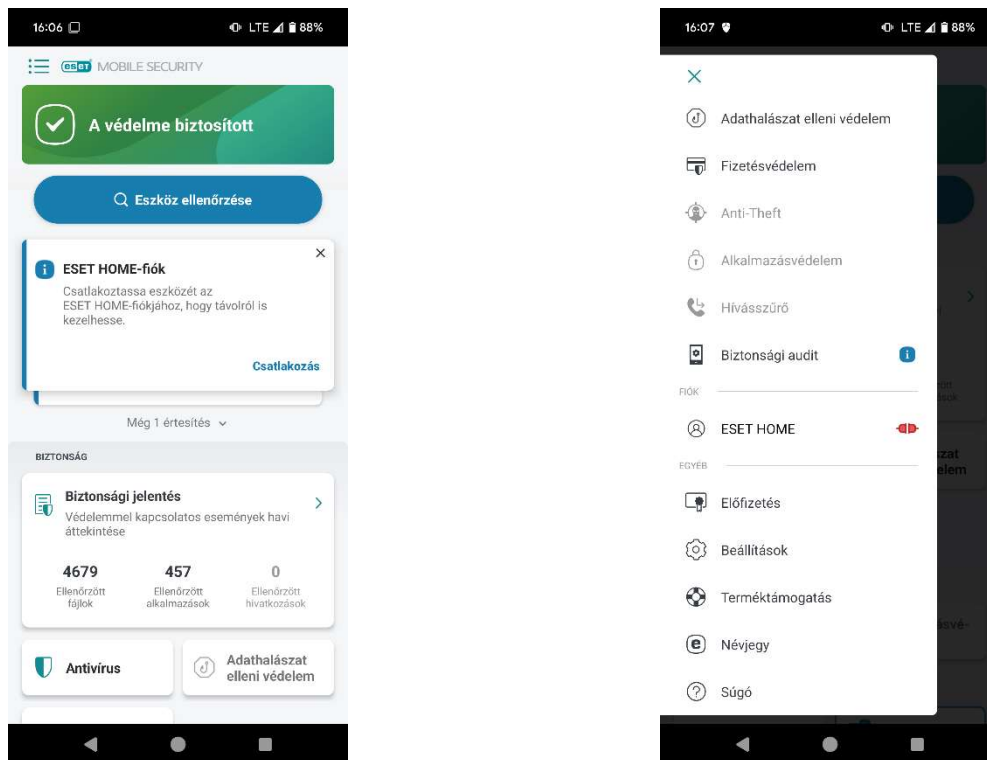 16:06 LTE 88%
eset MOBILE SECURITY
A védelme biztosított
Eszköz ellenőrzése
ESET HOME-fiók
Csatlakoztassa eszközét az
ESET HOME-fiókjához, hogy távolról is
kezelhesse.
Csatlakozás
Még 1 értesítés
BIZTONSÁG
Biztonsági jelentés
Védelemmel kapcsolatos események havi
áttekintése
4679 457 0
Ellenőrzött Ellenőrzött Ellenőrzött
fájlok alkalmazások hivatkozások
Antivírus
Adathalászat
elleni védelem
16:07 LTE 88%
Adathalászat elleni védelem
Fizetésvédelem
Anti-Theft
Alkalmazásvédelem
Hívásszűrő
Biztonsági audit
FIÓK
ESET HOME
EGYÉB
Előfizetés
Beállítások
Terméktámogatás
Névjegy
Súgó